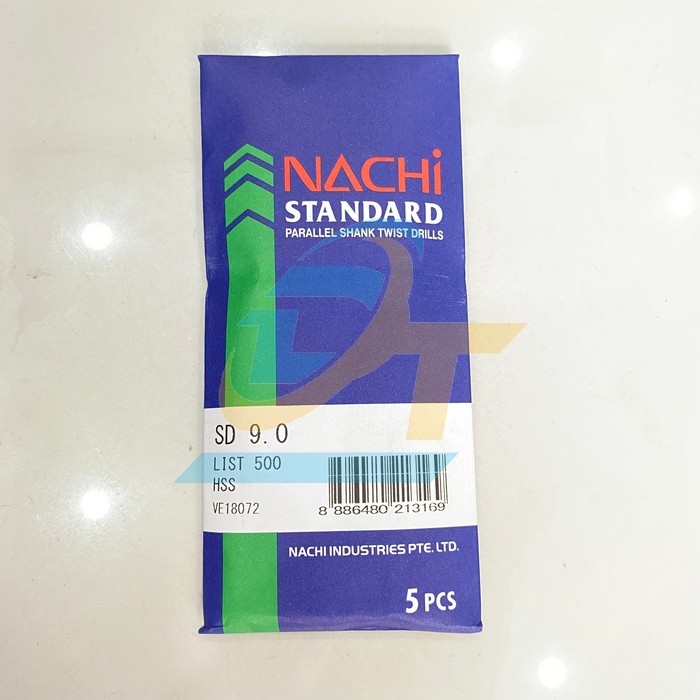 NACHi
STANDARD
PARALLEL SHANK TWIST DRILLS
SD 9.0
LIST 500
HSS
VE18072
8 886480 213169
NACHI INDUSTRIES PTE. LTD.
5 PCS